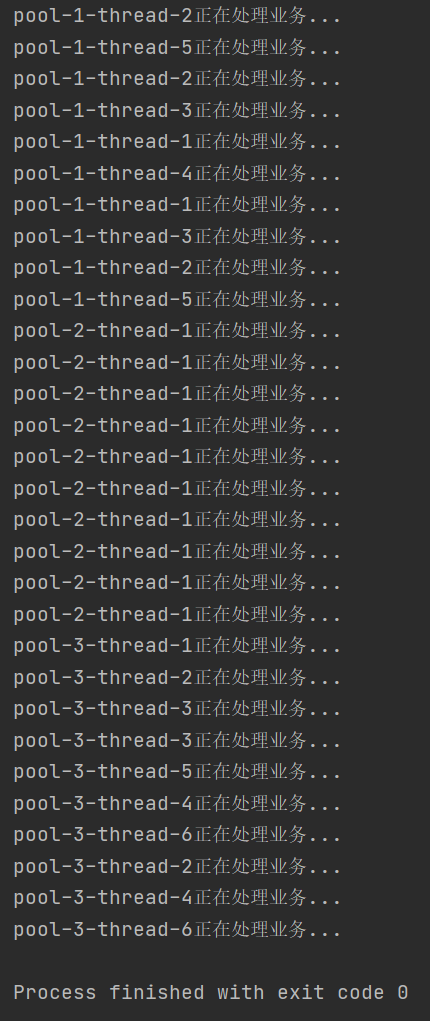 pool-1-thread-2正在处理业务...
pool-1-thread-5正在处理业务...
pool-1-thread-2正在处理业务...
pool-1-thread-3正在处理业务...
pool-1-thread-1正在处理业务...
pool-1-thread-4正在处理业务...
pool-1-thread-1正在处理业务...
pool-1-thread-3正在处理业务...
pool-1-thread-2正在处理业务...
pool-1-thread-5正在处理业务...
pool-2-thread-1正在处理业务...
pool-2-thread-1正在处理业务...
pool-2-thread-1正在处理业务...
pool-2-thread-1正在处理业务...
pool-2-thread-1正在处理业务...
pool-2-thread-1正在处理业务...
pool-2-thread-1正在处理业务...
pool-2-thread-1正在处理业务...
pool-2-thread-1正在处理业务...
pool-2-thread-1正在处理业务...
pool-3-thread-1正在处理业务...
pool-3-thread-2正在处理业务...
pool-3-thread-3正在处理业务...
pool-3-thread-3正在处理业务...
pool-3-thread-5正在处理业务...
pool-3-thread-4正在处理业务...
pool-3-thread-6正在处理业务...
pool-3-thread-2正在处理业务...
pool-3-thread-4正在处理业务...
pool-3-thread-6正在处理业务...
Process finished with exit code 0